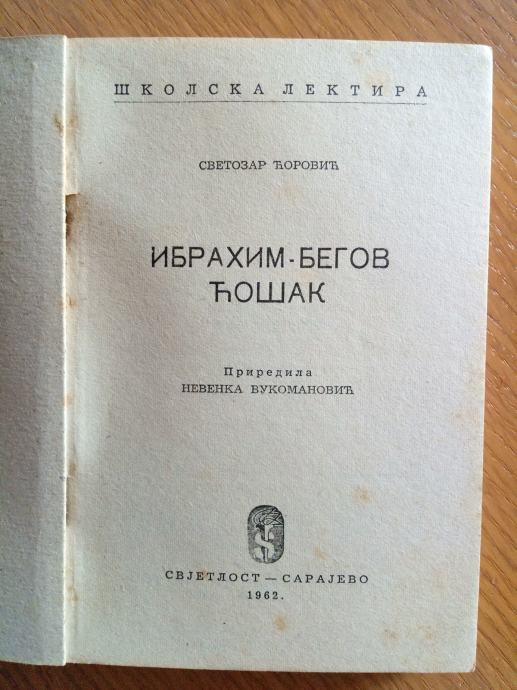 ШКОЛСКА ЛЕКТИРА
СВЕТОЗАР ЋОРОВИЋ
ИБРАХИМ-БЕГОВ
ЋОШАК
Приредила
НЕВЕНКА ВУКОМАНОВИЋ
СВЈЕТЛОСТ — САРАЈЕВО
1962.